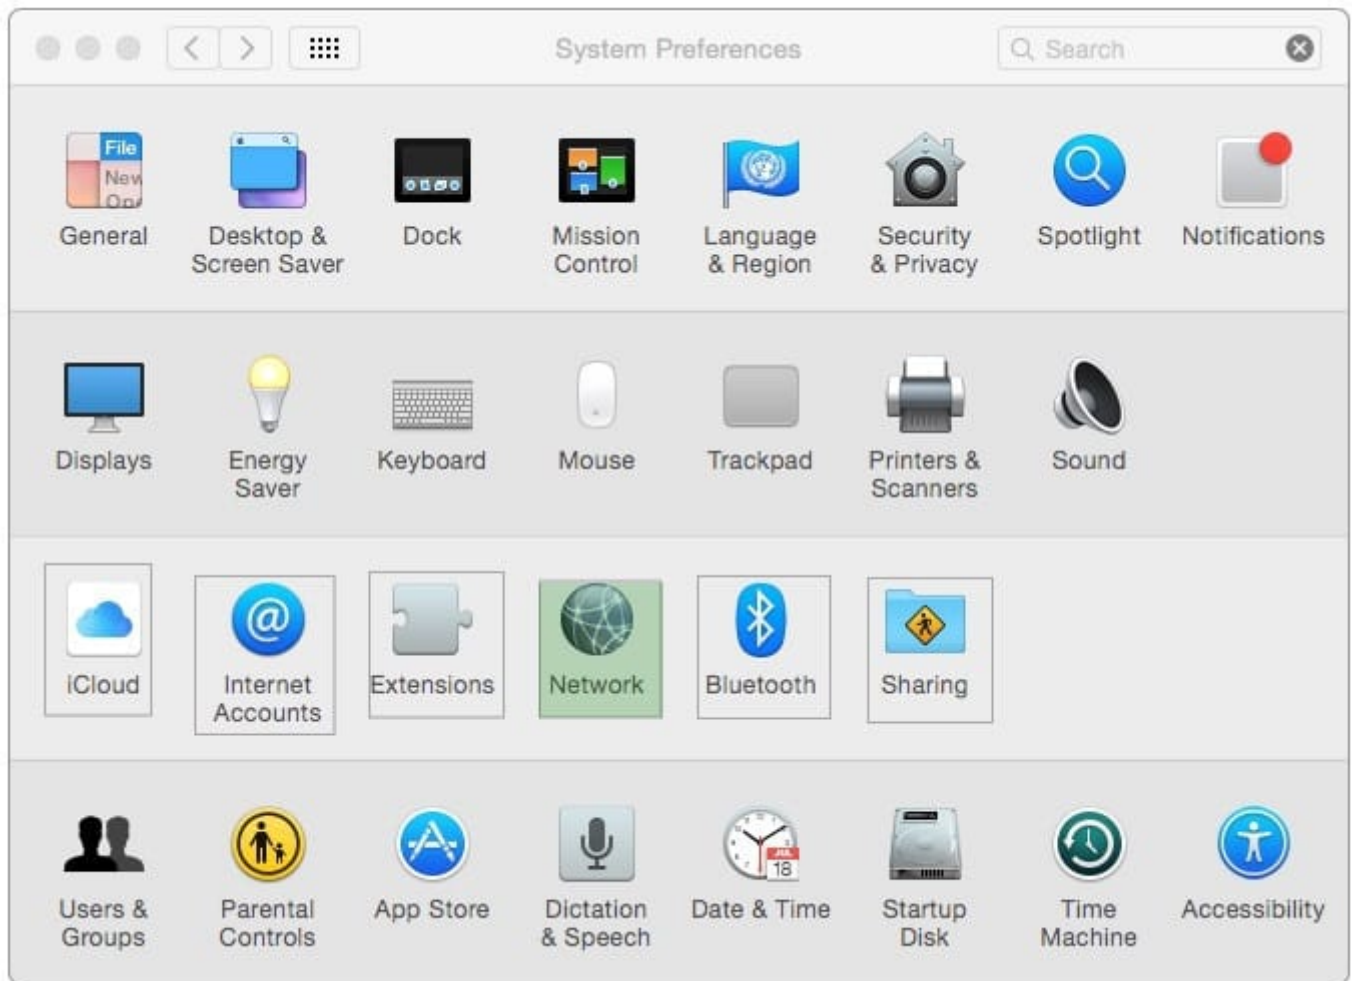 System Preferences
Search
File
New
Ope
General
Desktop &
Screen Saver
Dock
Mission
Control
Language
& Region
Security
& Privacy
Spotlight
Notifications
Displays
Energy
Saver
Keyboard
Mouse
Trackpad
Printers &
Scanners
Sound
@
iCloud
Internet
Accounts
Extensions
Network
Bluetooth
Sharing
JUL
18
Users &
Groups
Parental
Controls
App Store
Dictation
& Speech
Date & Time
Startup
Disk
Time
Machine
Accessibility